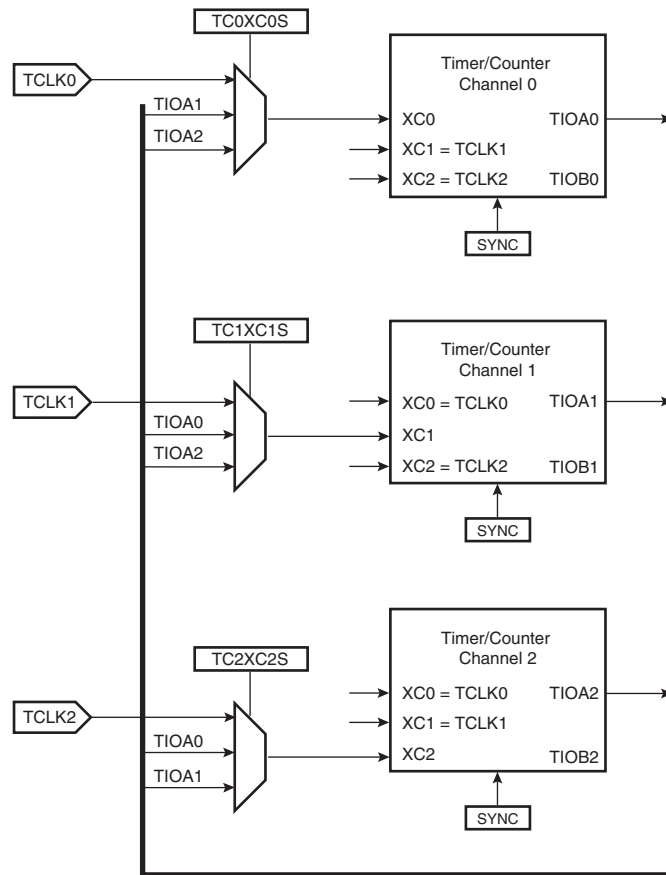 TC0XC0S
TCLK0
TIOA1
TIOA2
Timer/Counter
Channel 0
XC0
TIOA0
XC1 = TCLK1
XC2 = TCLK2
TIOB0
SYNC
TC1XC1S
TCLK1
TIOA0
TIOA2
Timer/Counter
Channel 1
XC0 = TCLK0
TIOA1
XC1
XC2 = TCLK2
TIOB1
SYNC
TC2XC2S
TCLK2
TIOA0
TIOA1
Timer/Counter
Channel 2
XC0 = TCLK0
TIOA2
XC1 = TCLK1
XC2
TIOB2
SYNC